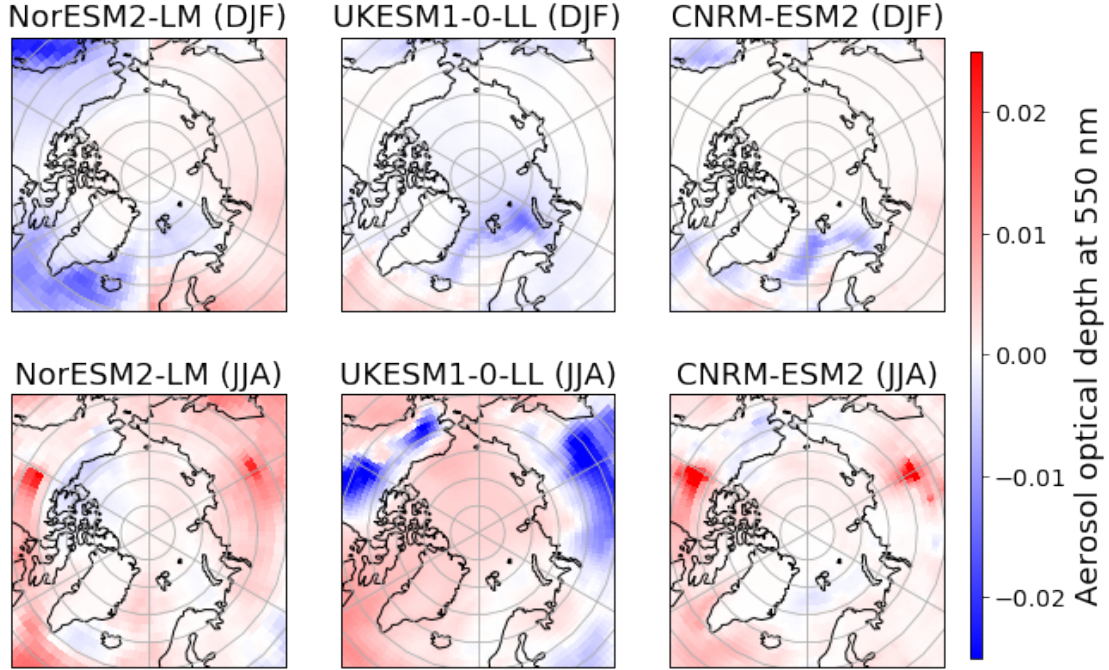 NorESM2-LM (DJF) UKESM1-0-LL (DJF) CNRM-ESM2 (DJF)
NorESM2-LM (JJA) UKESM1-0-LL (JJA) CNRM-ESM2 (JJA)
0.02
0.01
0.00
−0.01
−0.02
Aerosol optical depth at 550 nm